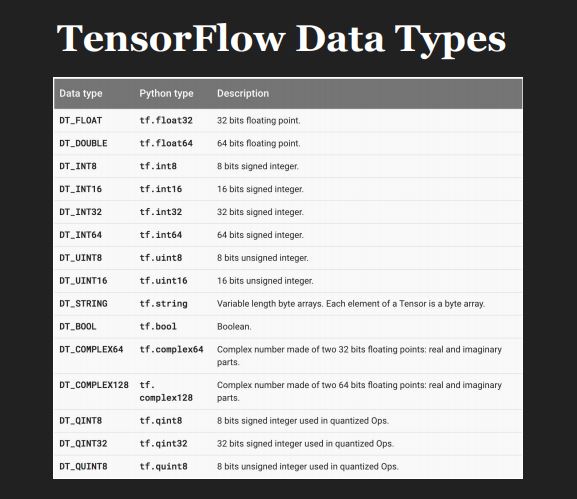 TensorFlow Data Types
Data type Python type Description
DT_FLOAT tf.float32 32 bits floating point.
DT_DOUBLE tf.float64 64 bits floating point.
DT_INT8 tf.int8 8 bits signed integer.
DT_INT16 tf.int16 16 bits signed integer.
DT_INT32 tf.int32 32 bits signed integer.
DT_INT64 tf.int64 64 bits signed integer.
DT_UINT8 tf.uint8 8 bits unsigned integer.
DT_UINT16 tf.uint16 16 bits unsigned integer.
DT_STRING tf.string Variable length byte arrays. Each element of a Tensor is a byte array.
DT_BOOL tf.bool Boolean.
DT_COMPLEX64 tf.complex64 Complex number made of two 32 bits floating points: real and imaginary
parts.
DT_COMPLEX128 tf. Complex number made of two 64 bits floating points: real and imaginary
complex128 parts.
DT_QINT8 tf.qint8 8 bits signed integer used in quantized Ops.
DT_QINT32 tf.qint32 32 bits signed integer used in quantized Ops.
DT_QUINT8 tf.quint8 8 bits unsigned integer used in quantized Ops.